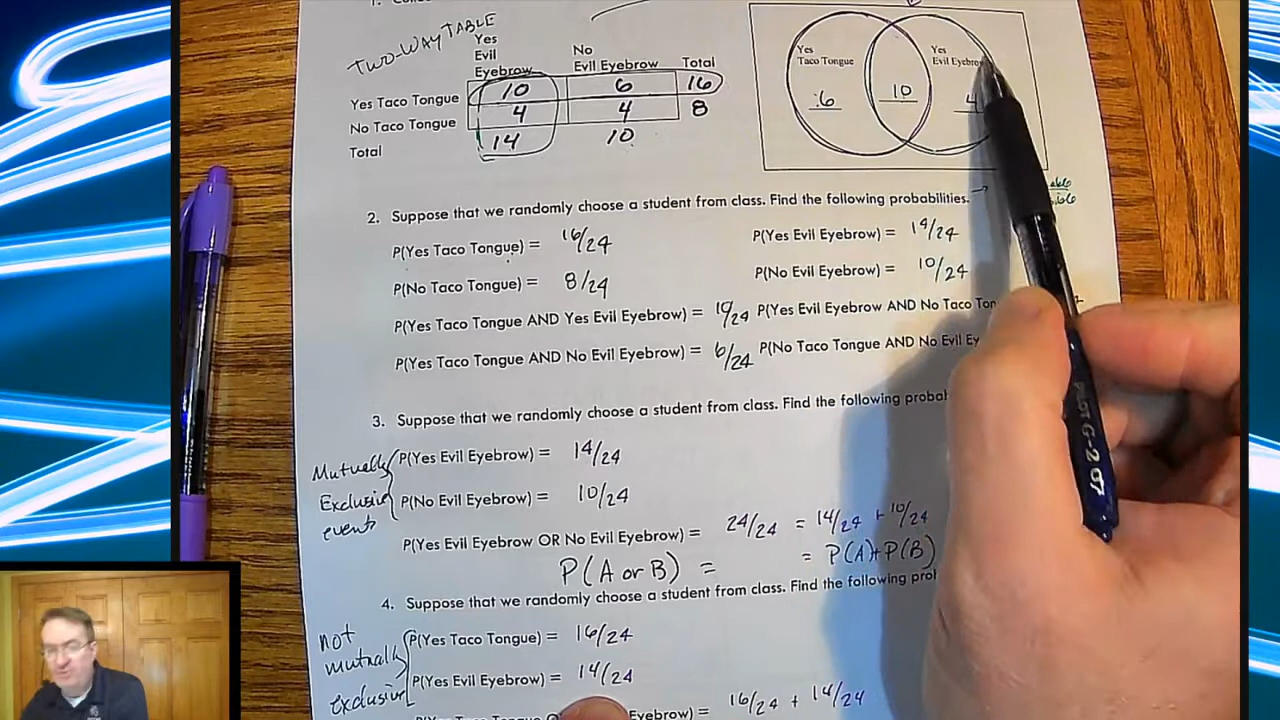 TWO-WAY TABLE
Yes
Evil
Eyebrow
No
Evil Eyebrow
Total
Yes Taco Tongue 10 6 16
No Taco Tongue 4 4 8
Total 14 10
Yes
Taco Tongue
Yes
Evil Eyebrow
6 10 4
2. Suppose that we randomly choose a student from class. Find the following probabilities.
P(Yes Taco Tongue) = 16/24 P(Yes Evil Eyebrow) = 14/24
P(No Taco Tongue) = 8/24 P(No Evil Eyebrow) = 10/24
P(Yes Taco Tongue AND Yes Evil Eyebrow) = 10/24 P(Yes Evil Eyebrow AND No Taco Ton
P(Yes Taco Tongue AND No Evil Eyebrow) = 6/24 P(No Taco Tongue AND No Evil Ey
3. Suppose that we randomly choose a student from class. Find the following probab
Mutually
Exclusive
events
P(Yes Evil Eyebrow) = 14/24
P(No Evil Eyebrow) = 10/24
P(Yes Evil Eyebrow OR No Evil Eyebrow) = 24/24 = 14/24 + 10/24
P(A or B) = = P(A)+P(B)
4. Suppose that we randomly choose a student from class. Find the following prob
not
mutually
exclusive
P(Yes Taco Tongue) = 16/24
P(Yes Evil Eyebrow) = 14/24
Eyebrow) = 16/24 + 14/24
PILOT G-2 07